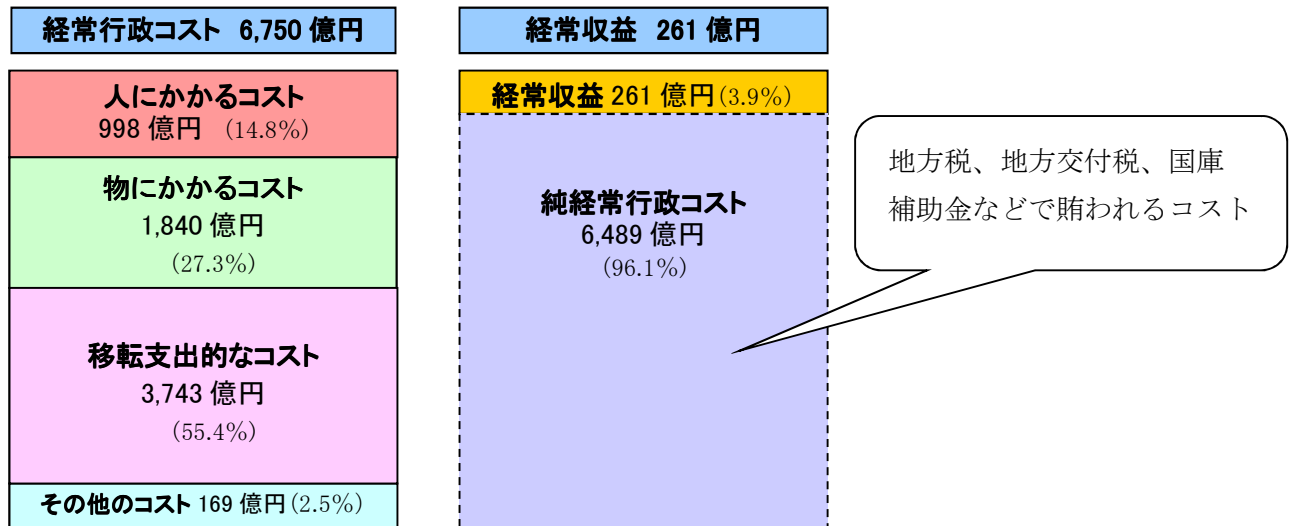 経常行政コスト 6,750 億円
人にかかるコスト
998 億円 (14.8%)
物にかかるコスト
1,840 億円
(27.3%)
移転支出的なコスト
3,743 億円
(55.4%)
その他のコスト 169 億円(2.5%)
経常収益 261 億円
経常収益 261 億円(3.9%)
純経常行政コスト
6,489 億円
(96.1%)
地方税、地方交付税、国庫
補助金などで賄われるコスト